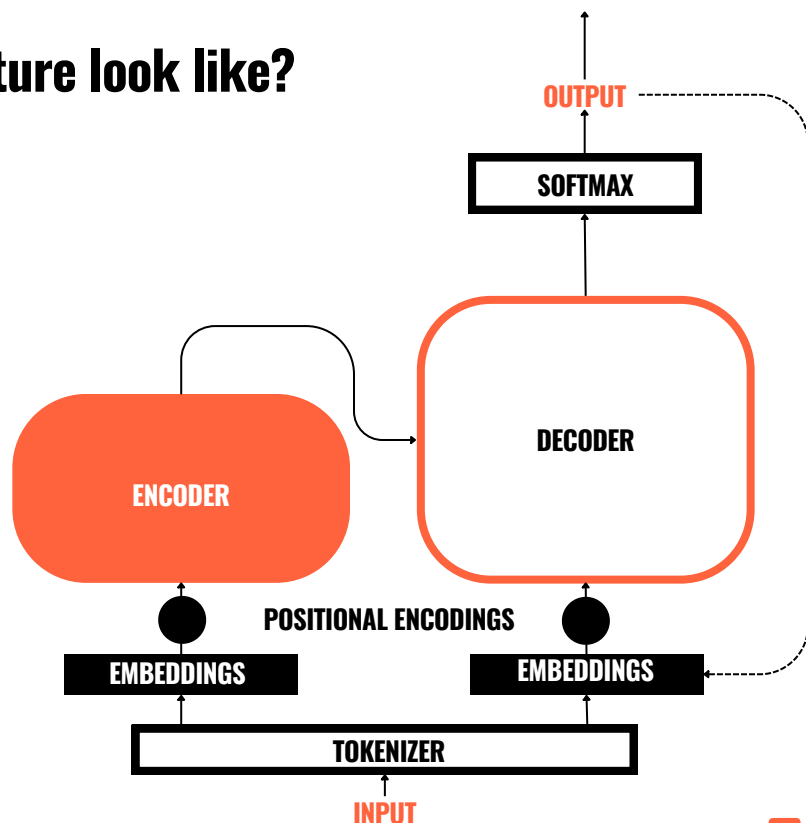 ture look like?
OUTPUT
SOFTMAX
DECODER
ENCODER
POSITIONAL ENCODINGS
EMBEDDINGS
EMBEDDINGS
TOKENIZER
INPUT